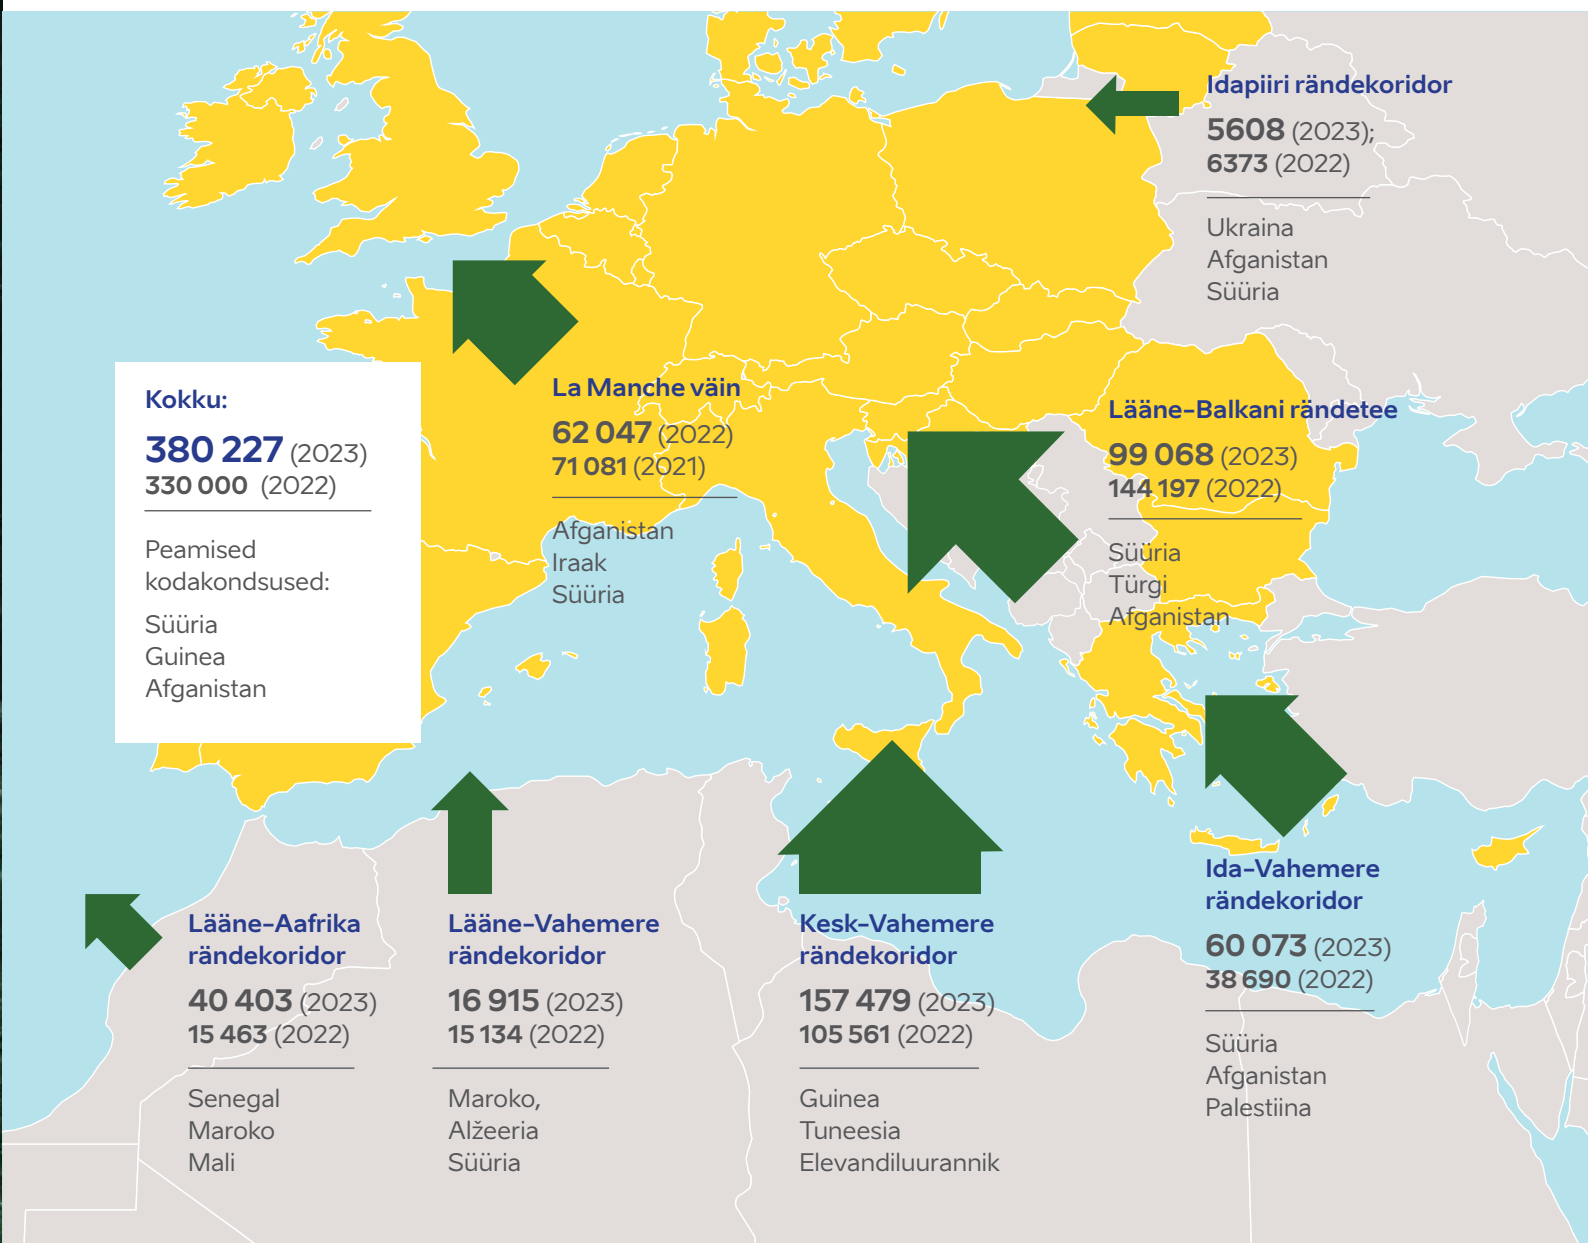 Idapiiri rändekoridor
5608 (2023);
6373 (2022)
Ukraina
Afganistan
Süüria
La Manche väin
62 047 (2022)
71 081 (2021)
Afganistan
Iraak
Süüria
Kokku:
380 227 (2023)
330 000 (2022)
Peamised
kodakondsused:
Süüria
Guinea
Afganistan
Lääne-Balkani rändetee
99 068 (2023)
144 197 (2022)
Süüria
Türgi
Afganistan
Lääne-Aafrika
rändekoridor
40 403 (2023)
15 463 (2022)
Senegal
Maroko
Mali
Lääne-Vahemere
rändekoridor
16 915 (2023)
15 134 (2022)
Maroko,
Alžeeria
Süüria
Kesk-Vahemere
rändekoridor
157 479 (2023)
105 561 (2022)
Guinea
Tuneesia
Elevandiluurannik
Ida-Vahemere
rändekoridor
60 073 (2023)
38 690 (2022)
Süüria
Afganistan
Palestiina